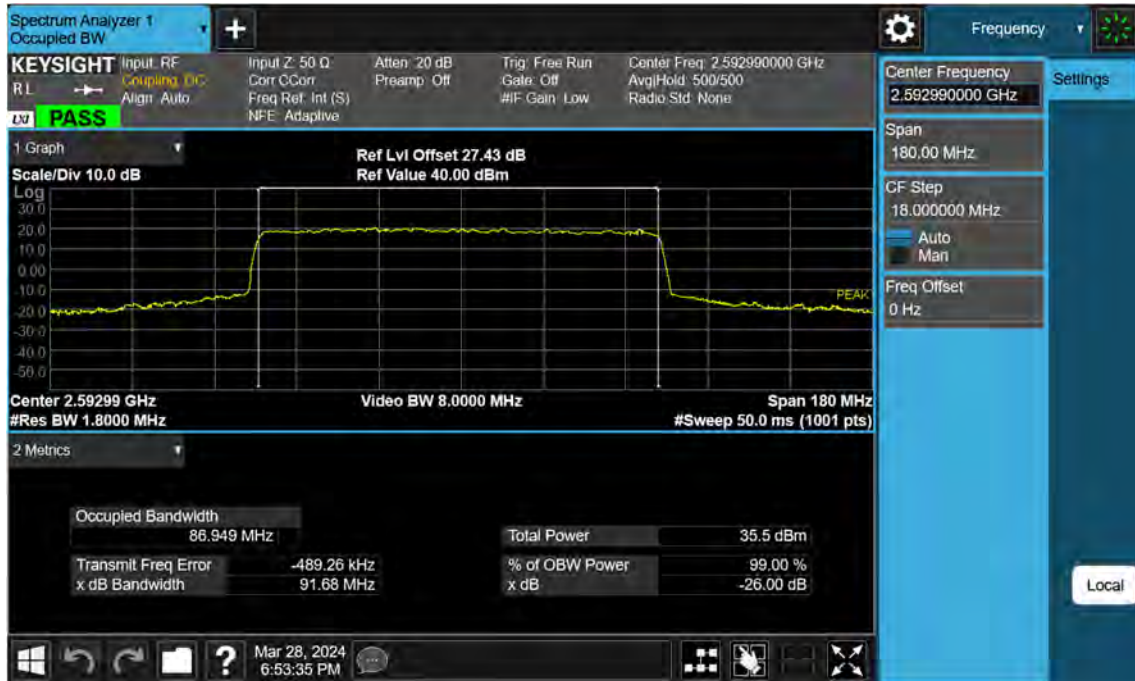 Spectrum Analyzer 1
Occupied BW
Frequency
KEYSIGHT
RL
LXI
PASS
Input: RF
Coupling: DC
Align: Auto
Input Z: 50 Ω
Corr CCorr
Freq Ref: Int (S)
NFE: Adaptive
Atten: 20 dB
Preamp: Off
Trig: Free Run
Gate: Off
#IF Gain: Low
Center Freq: 2.592990000 GHz
Avg|Hold: 500/500
Radio Std: None
Center Frequency
2.592990000 GHz
Settings
Span
180.00 MHz
CF Step
18.000000 MHz
Auto
Man
Freq Offset
0 Hz
1 Graph
Scale/Div 10.0 dB
Ref Lvl Offset 27.43 dB
Ref Value 40.00 dBm
Log
30.0
20.0
10.0
0.00
-10.0
-20.0
-30.0
-40.0
-50.0
PEAK
Center 2.59299 GHz
#Res BW 1.8000 MHz
Video BW 8.0000 MHz
Span 180 MHz
#Sweep 50.0 ms (1001 pts)
2 Metrics
Occupied Bandwidth
86.949 MHz
Total Power 35.5 dBm
Transmit Freq Error -489.26 kHz
% of OBW Power 99.00 %
x dB Bandwidth 91.68 MHz
x dB -26.00 dB
Local
?
Mar 28, 2024
6:53:35 PM